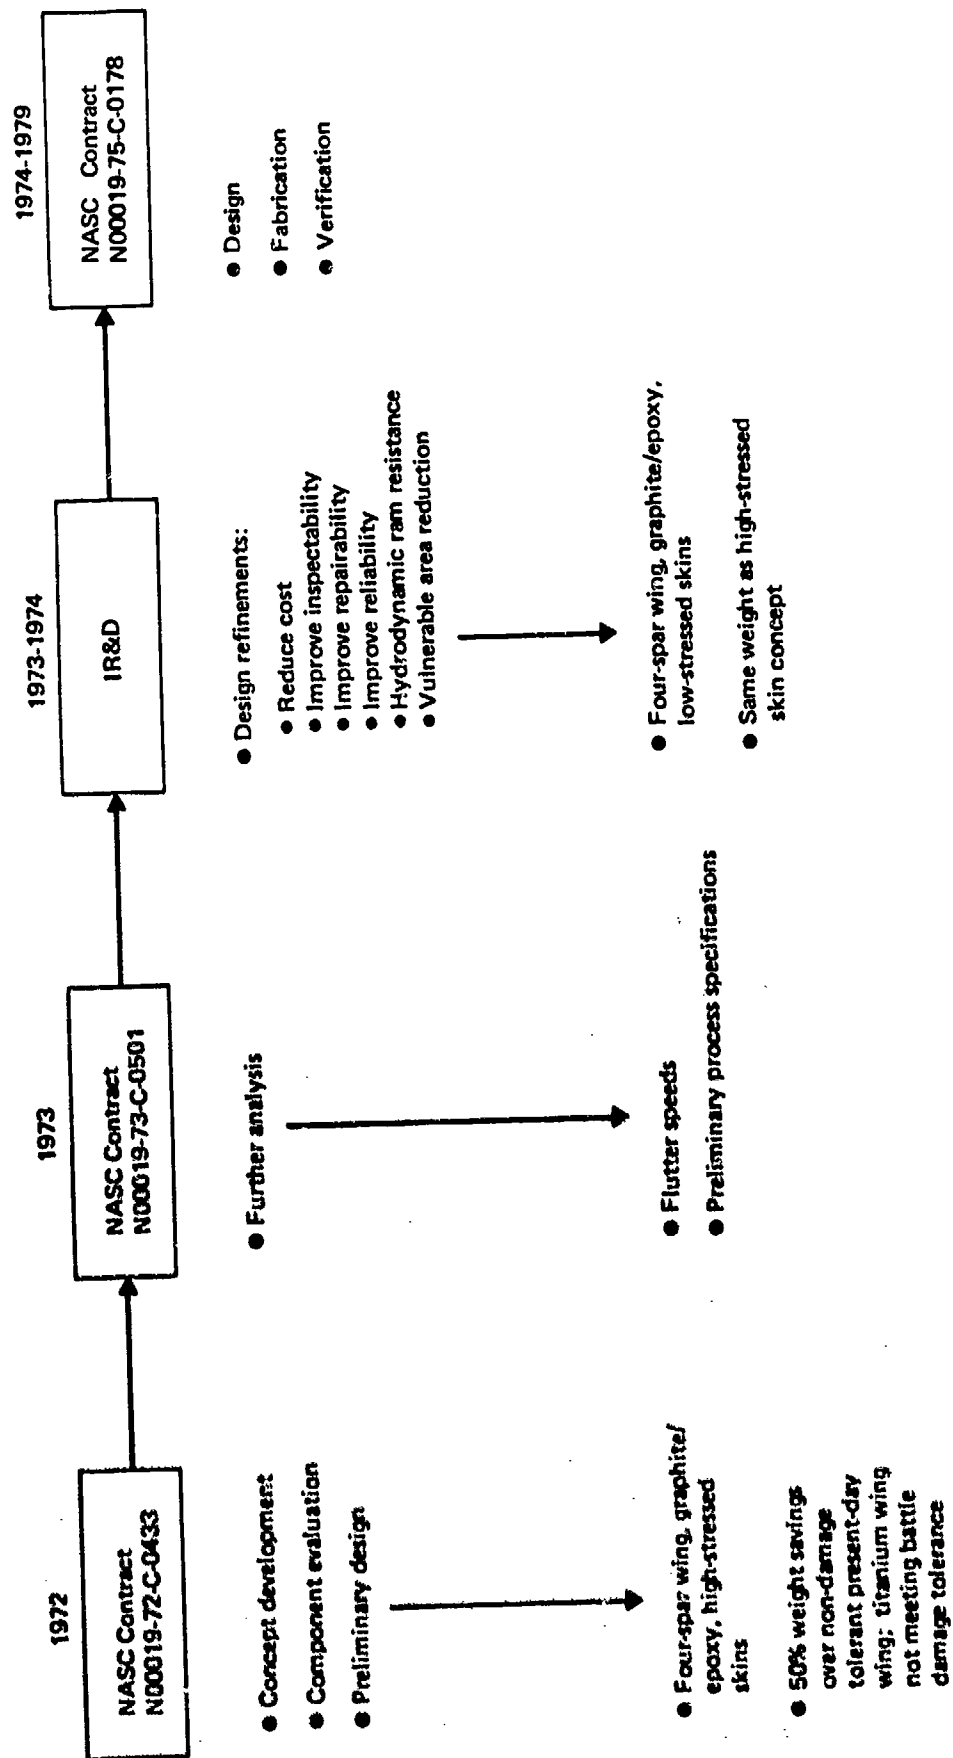 1972
NASC Contract
N00019-72-C-0433
● Concept development
● Component evaluation
● Preliminary design
● Four-spar wing, graphite/
epoxy, high-stressed
skins
● 50% weight savings
over non-damage
tolerant present-day
wing; titanium wing
not meeting battle
damage tolerance
1973
NASC Contract
N00019-73-C-0501
● Further analysis
● Flutter speeds
● Preliminary process specifications
1973-1974
IR&D
● Design refinements:
● Reduce cost
● Improve inspectability
● Improve repairability
● Improve reliability
● Hydrodynamic ram resistance
● Vulnerable area reduction
● Four-spar wing, graphite/epoxy,
low-stressed skins
● Same weight as high-stressed
skin concept
1974-1979
NASC Contract
N00019-75-C-0178
● Design
● Fabrication
● Verification